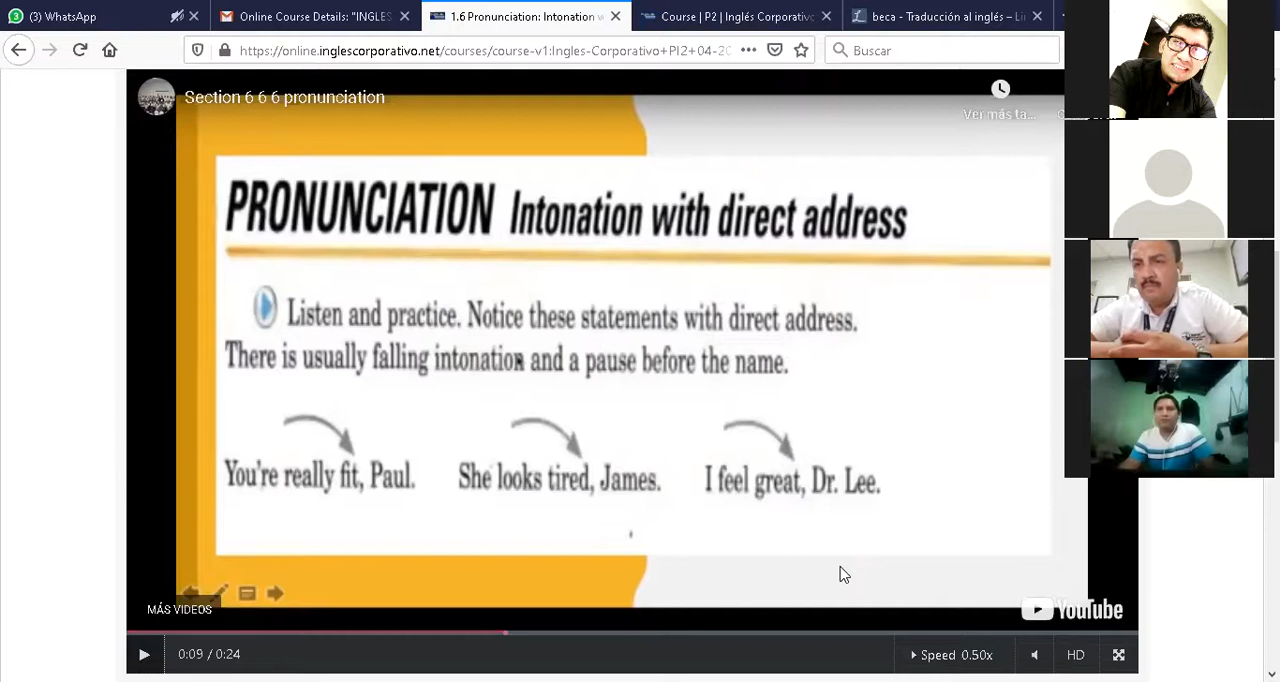 (3) WhatsApp
Online Course Details: "INGLES
1.6 Pronunciation: Intonation w
Course | P2 | Inglés Corporativo
beca - Traducción al inglés – Li
https://online.inglescorporativo.net/courses/course-v1:Ingles-Corporativo+PI2+04-20
Buscar
Section 6 6 6 pronunciation
Ver más ta...
PRONUNCIATION Intonation with direct address
Listen and practice. Notice these statements with direct address.
There is usually falling intonation and a pause before the name.
You're really fit, Paul. She looks tired, James. I feel great, Dr. Lee.
MÁS VIDEOS
YouTube
0:09 / 0:24
Speed 0.50x
HD